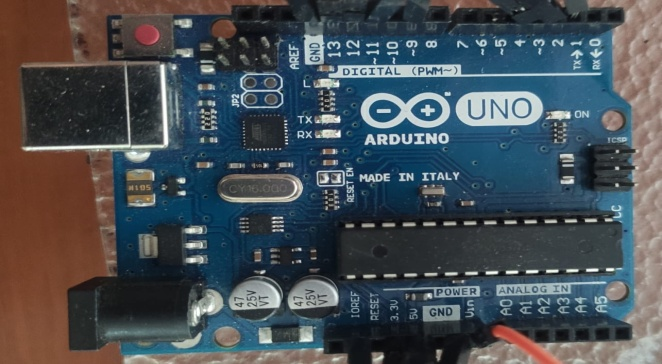 AREF
GND
13
12
~11
~10
~9
8
7
~6
~5
4
~3
2
TX→1
RX←0
DIGITAL (PWM~)
JP2
L
TX
RX
UNO
ARDUINO
ON
ICSP
RESET EN
MADE IN ITALY
CY16.000
47
25V
VT
47
25V
VT
IOREF
RESET
3.3V
5V
GND
Vin
POWER
ANALOG IN
A0
A1
A2
A3
A4
A5